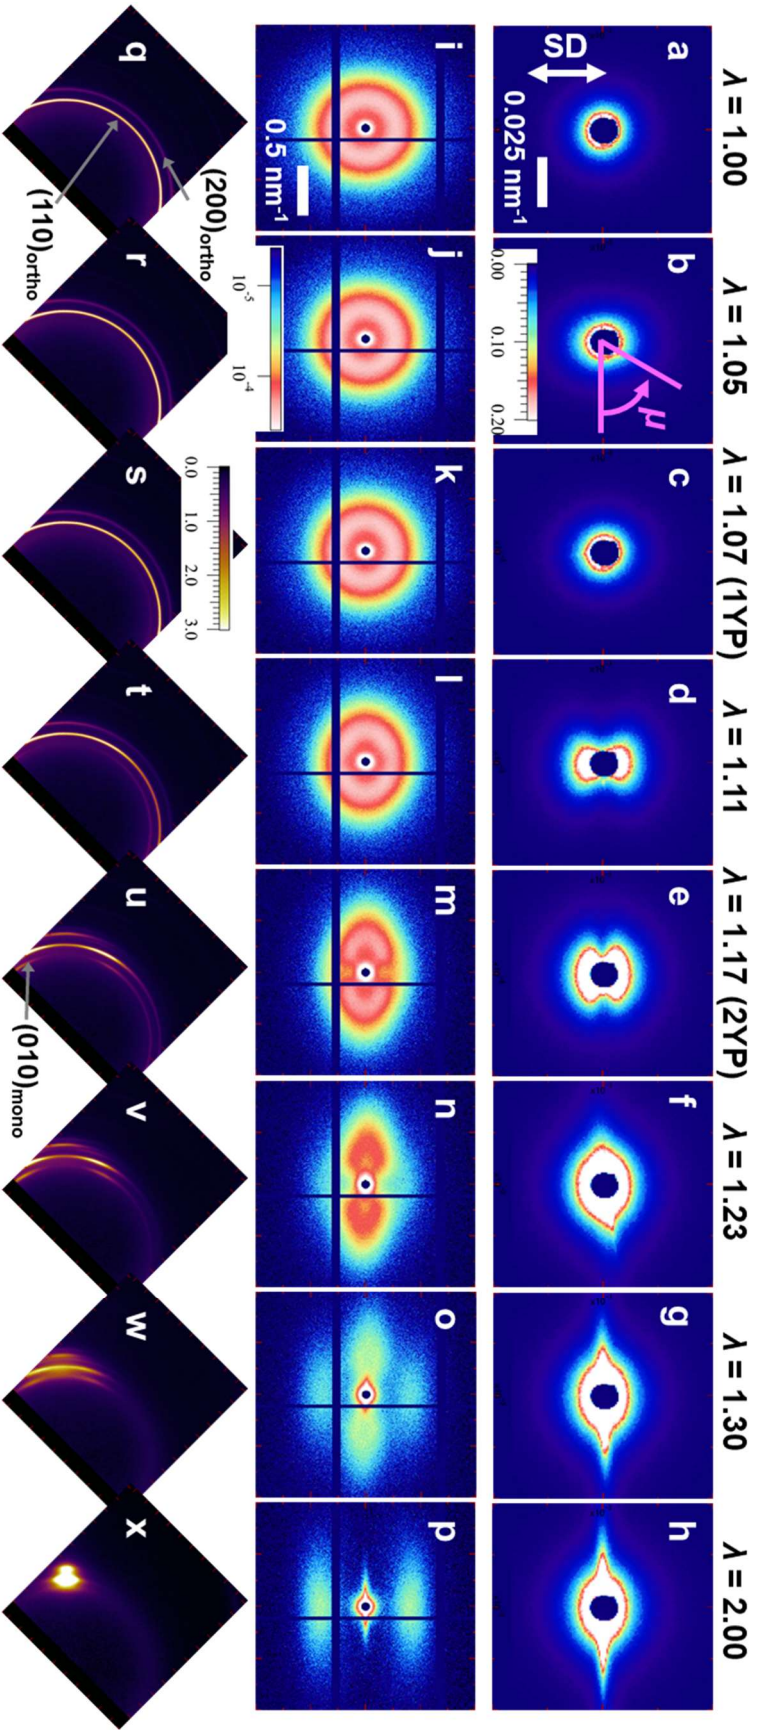 λ = 1.00
λ = 1.05
λ = 1.07 (1YP)
λ = 1.11
λ = 1.17 (2YP)
λ = 1.23
λ = 1.30
λ = 2.00
a
SD
0.025 nm⁻¹
b
μ
0.00
0.10
0.20
c
d
e
f
g
h
i
0.5 nm⁻¹
j
10⁻⁵
10⁻⁴
k
l
m
n
o
p
q
(200)ortho
(110)ortho
r
s
0.0
1.0
2.0
3.0
t
u
(010)mono
v
w
x